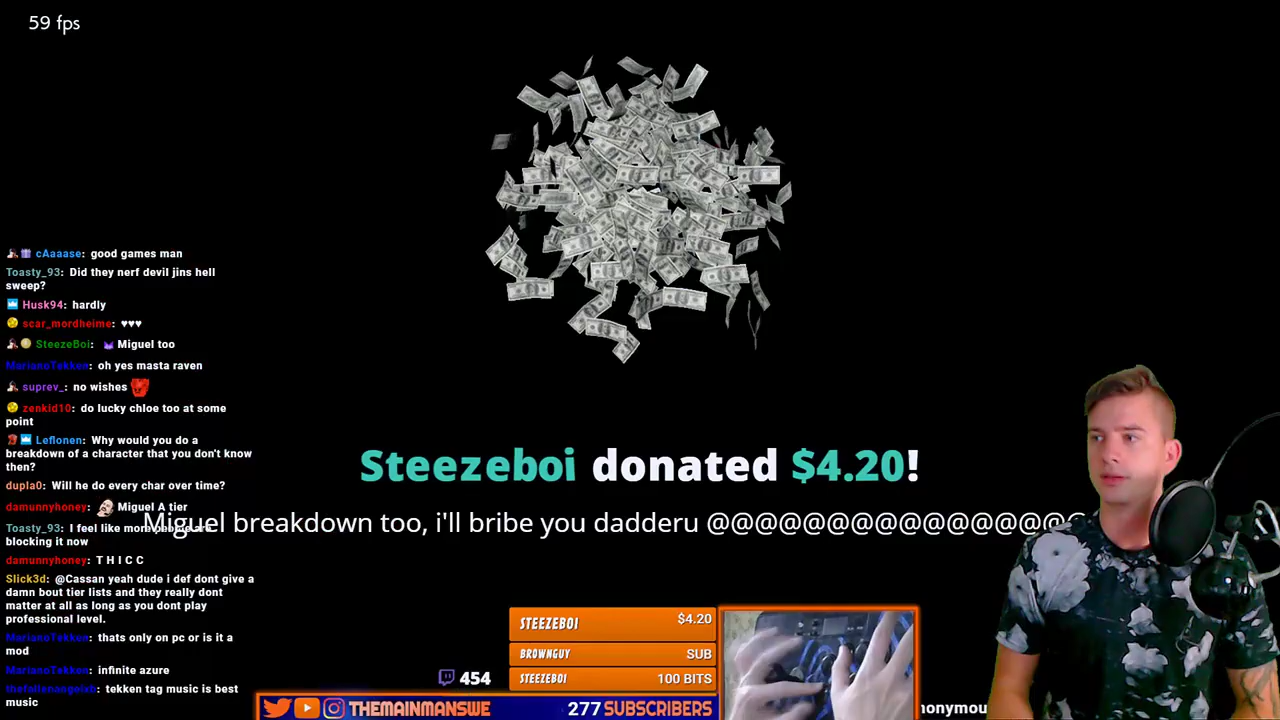 59 fps
cAaaase: good games man
Toasty_93: Did they nerf devil jins hell
sweep?
Husk94: hardly
scar_mordheime: ♥♥♥
SteezeBoi: Miguel too
MarianoTekken: oh yes masta raven
suprev_: no wishes
zenkid10: do lucky chloe too at some
point
Leflonen: Why would you do a
breakdown of a character that you don't know
then?
dupla0: Will he do every char over time?
damunnyhoney: Miguel A tier
Toasty_93: I feel like more people are
blocking it now
damunnyhoney: T H I C C
Slick3d: @Cassan yeah dude i def dont give a
damn bout tier lists and they really dont
matter at all as long as you dont play
professional level.
MarianoTekken: thats only on pc or is it a
mod
MarianoTekken: infinite azure
thefallenangelxb: tekken tag music is best
music
Steezeboi donated $4.20!
Miguel breakdown too, i'll bribe you dadderu @@@@@@@@@@@@@@@@
STEEZEBOI $4.20
BROWNGUY SUB
STEEZEBOI 100 BITS
454
THEMAINMANSWE 277 SUBSCRIBERS
nonymou